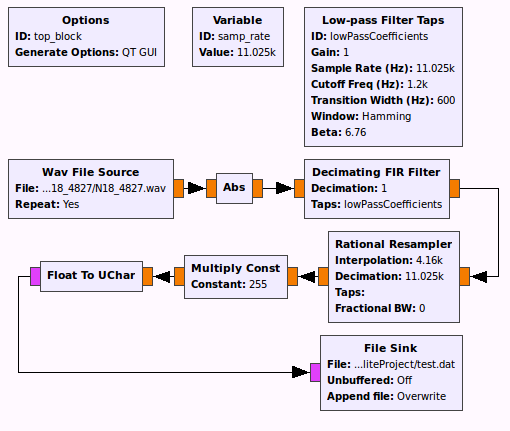 Options
ID: top_block
Generate Options: QT GUI
Variable
ID: samp_rate
Value: 11.025k
Low-pass Filter Taps
ID: lowPassCoefficients
Gain: 1
Sample Rate (Hz): 11.025k
Cutoff Freq (Hz): 1.2k
Transition Width (Hz): 600
Window: Hamming
Beta: 6.76
Wav File Source
File: ...18_4827/N18_4827.wav
Repeat: Yes
Abs
Decimating FIR Filter
Decimation: 1
Taps: lowPassCoefficients
Rational Resampler
Interpolation: 4.16k
Decimation: 11.025k
Taps:
Fractional BW: 0
Multiply Const
Constant: 255
Float To UChar
File Sink
File: ...liteProject/test.dat
Unbuffered: Off
Append file: Overwrite